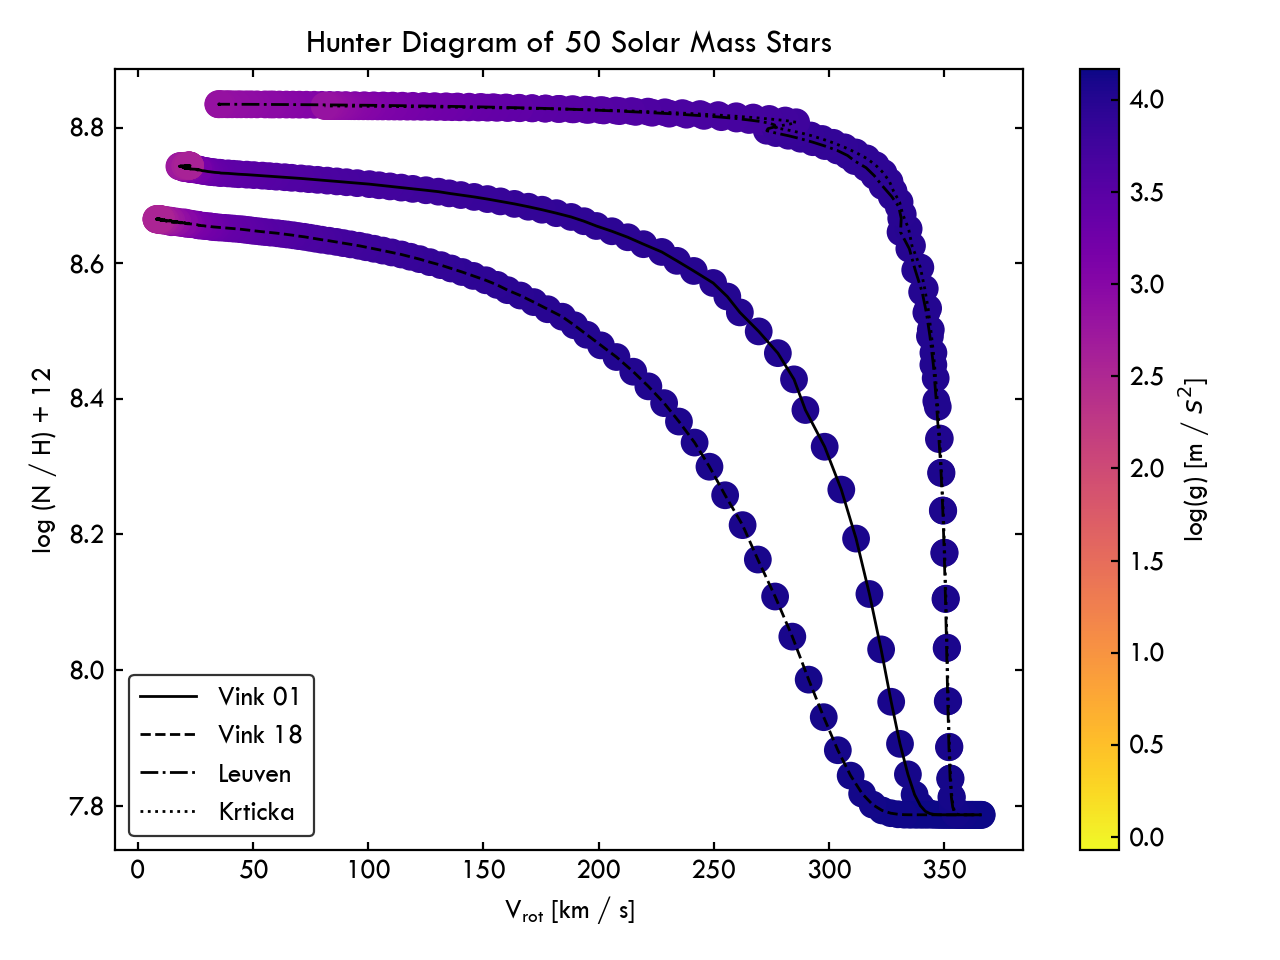 Hunter Diagram of 50 Solar Mass Stars
log (N / H) + 12
8.8
8.6
8.4
8.2
8.0
7.8
Vink 01
Vink 18
Leuven
Krticka
0
50
100
150
200
250
300
350
V_rot [km / s]
4.0
3.5
3.0
2.5
2.0
1.5
1.0
0.5
0.0
log(g) [m / s²]